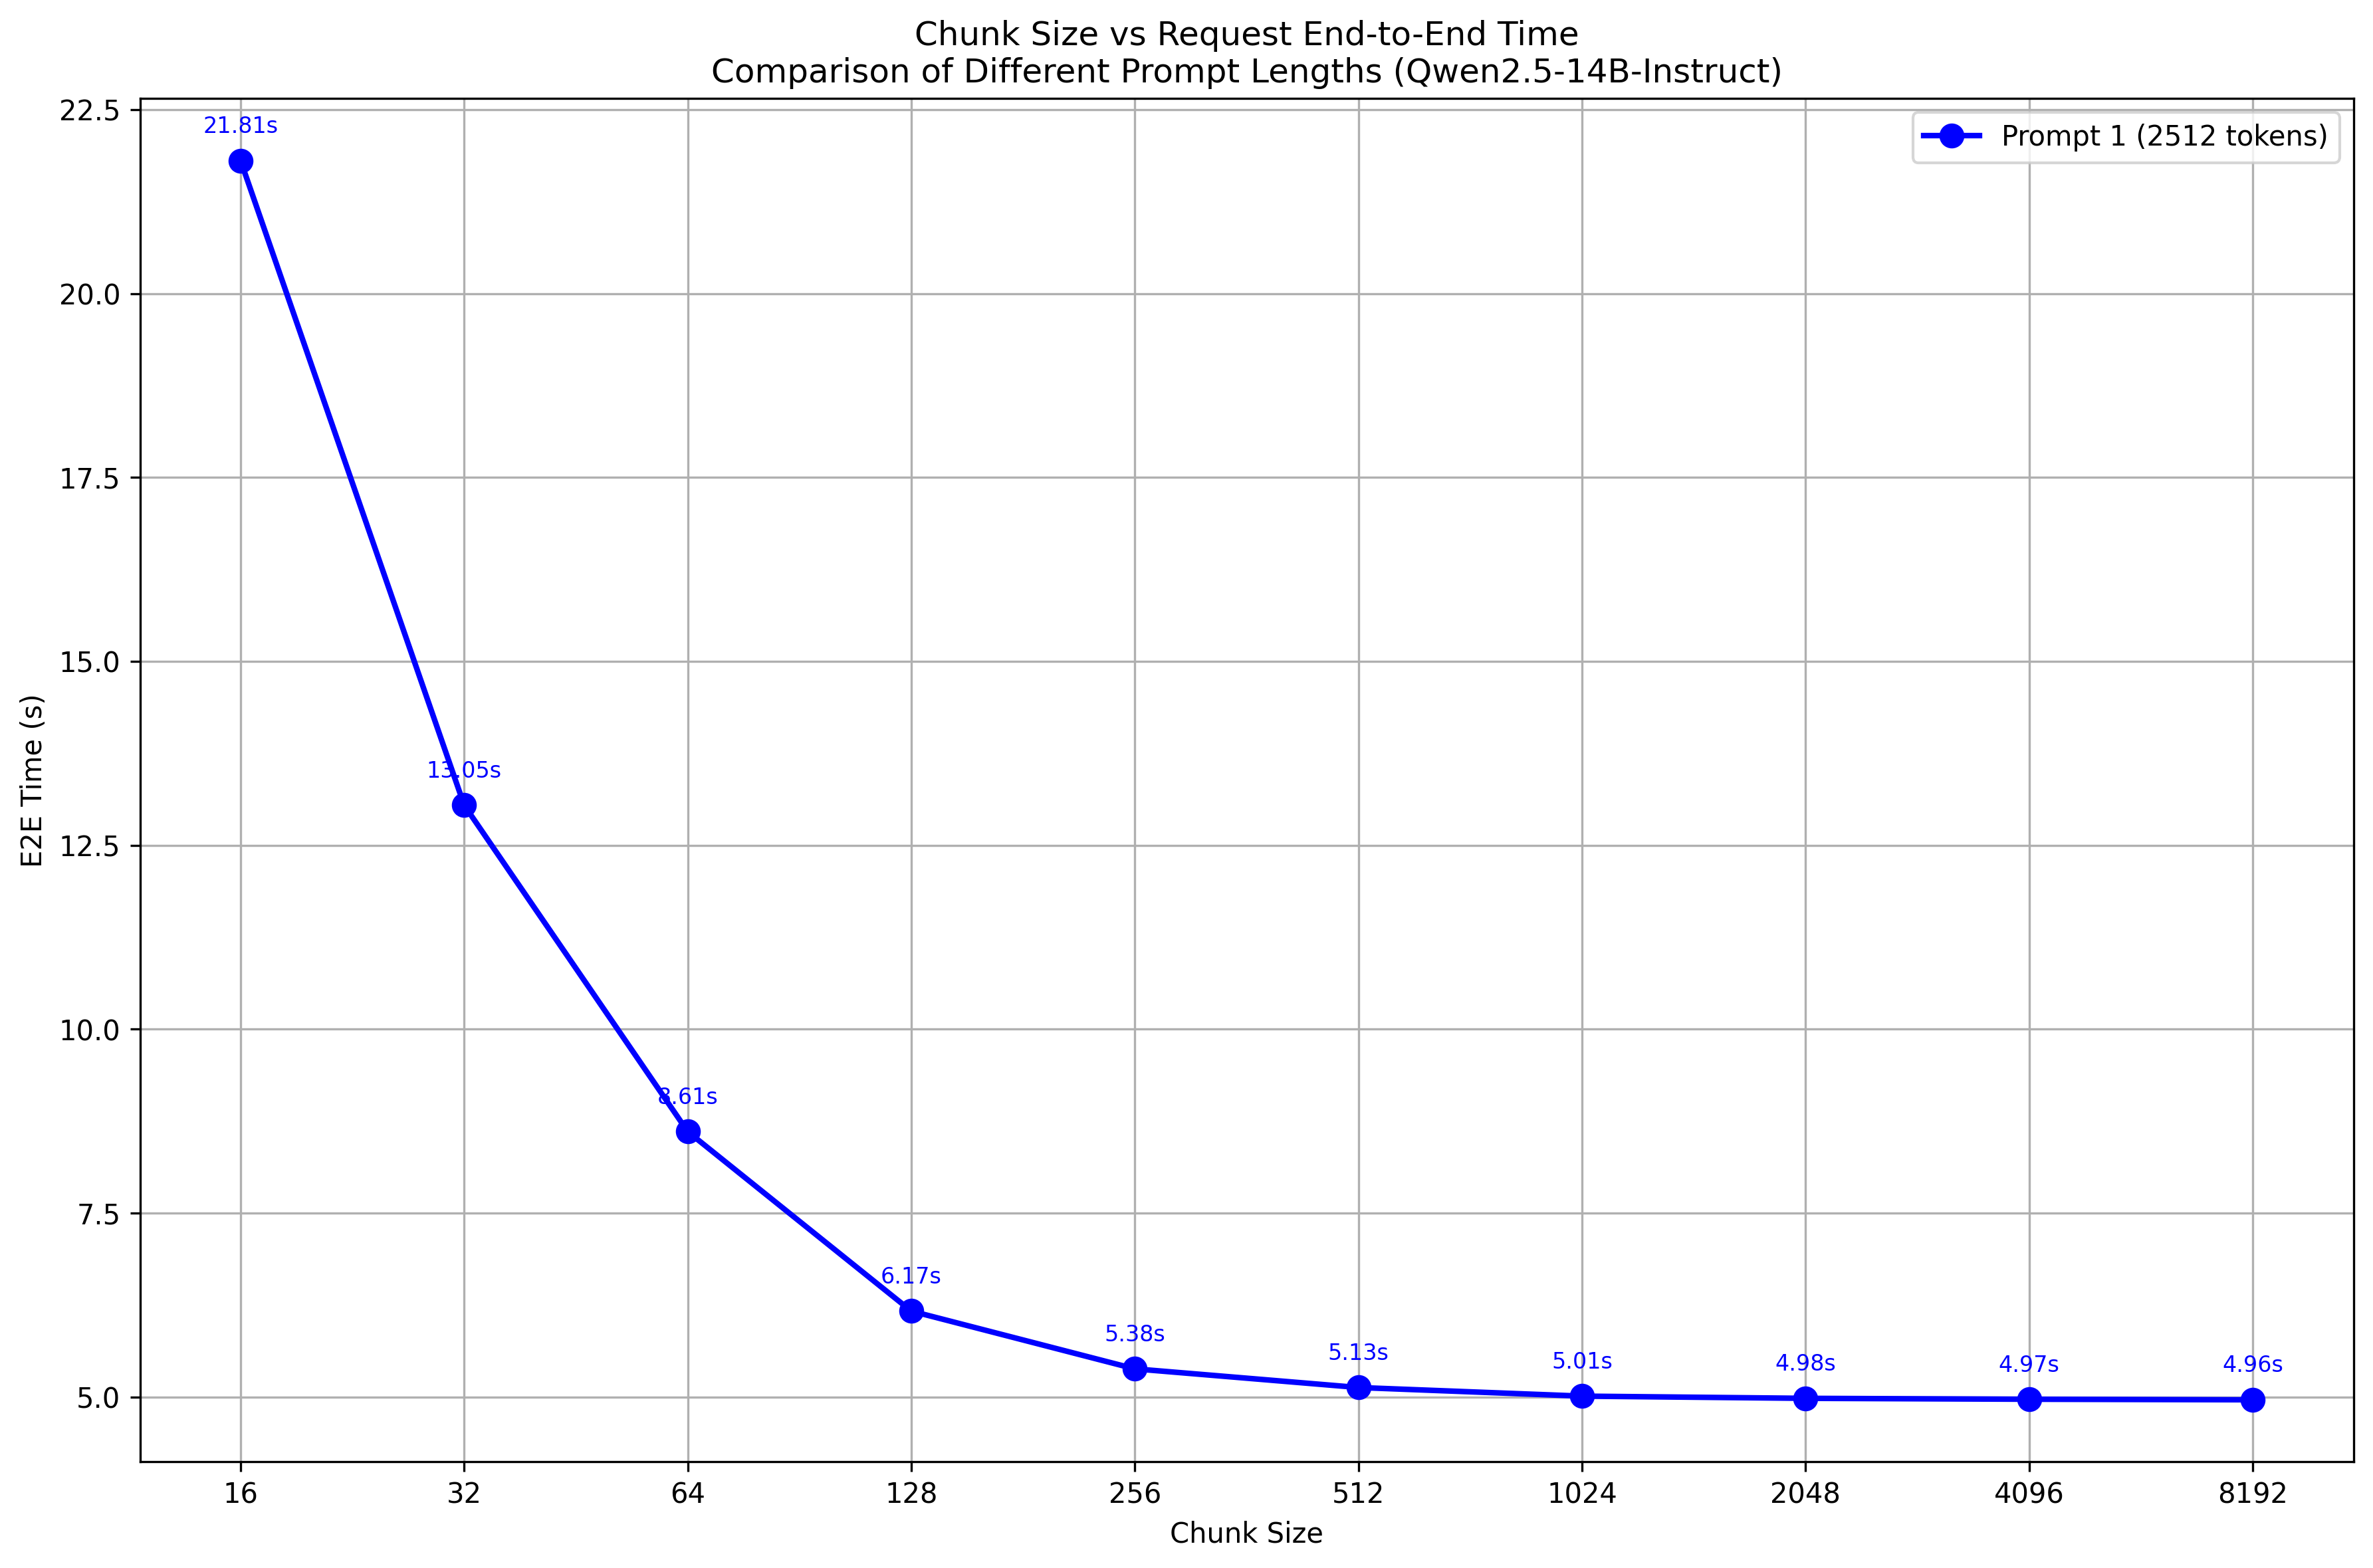 Chunk Size vs Request End-to-End Time
Comparison of Different Prompt Lengths (Qwen2.5-14B-Instruct)
Prompt 1 (2512 tokens)
E2E Time (s)
22.5
20.0
17.5
15.0
12.5
10.0
7.5
5.0
21.81s
13.05s
8.61s
6.17s
5.38s
5.13s
5.01s
4.98s
4.97s
4.96s
16 32 64 128 256 512 1024 2048 4096 8192
Chunk Size